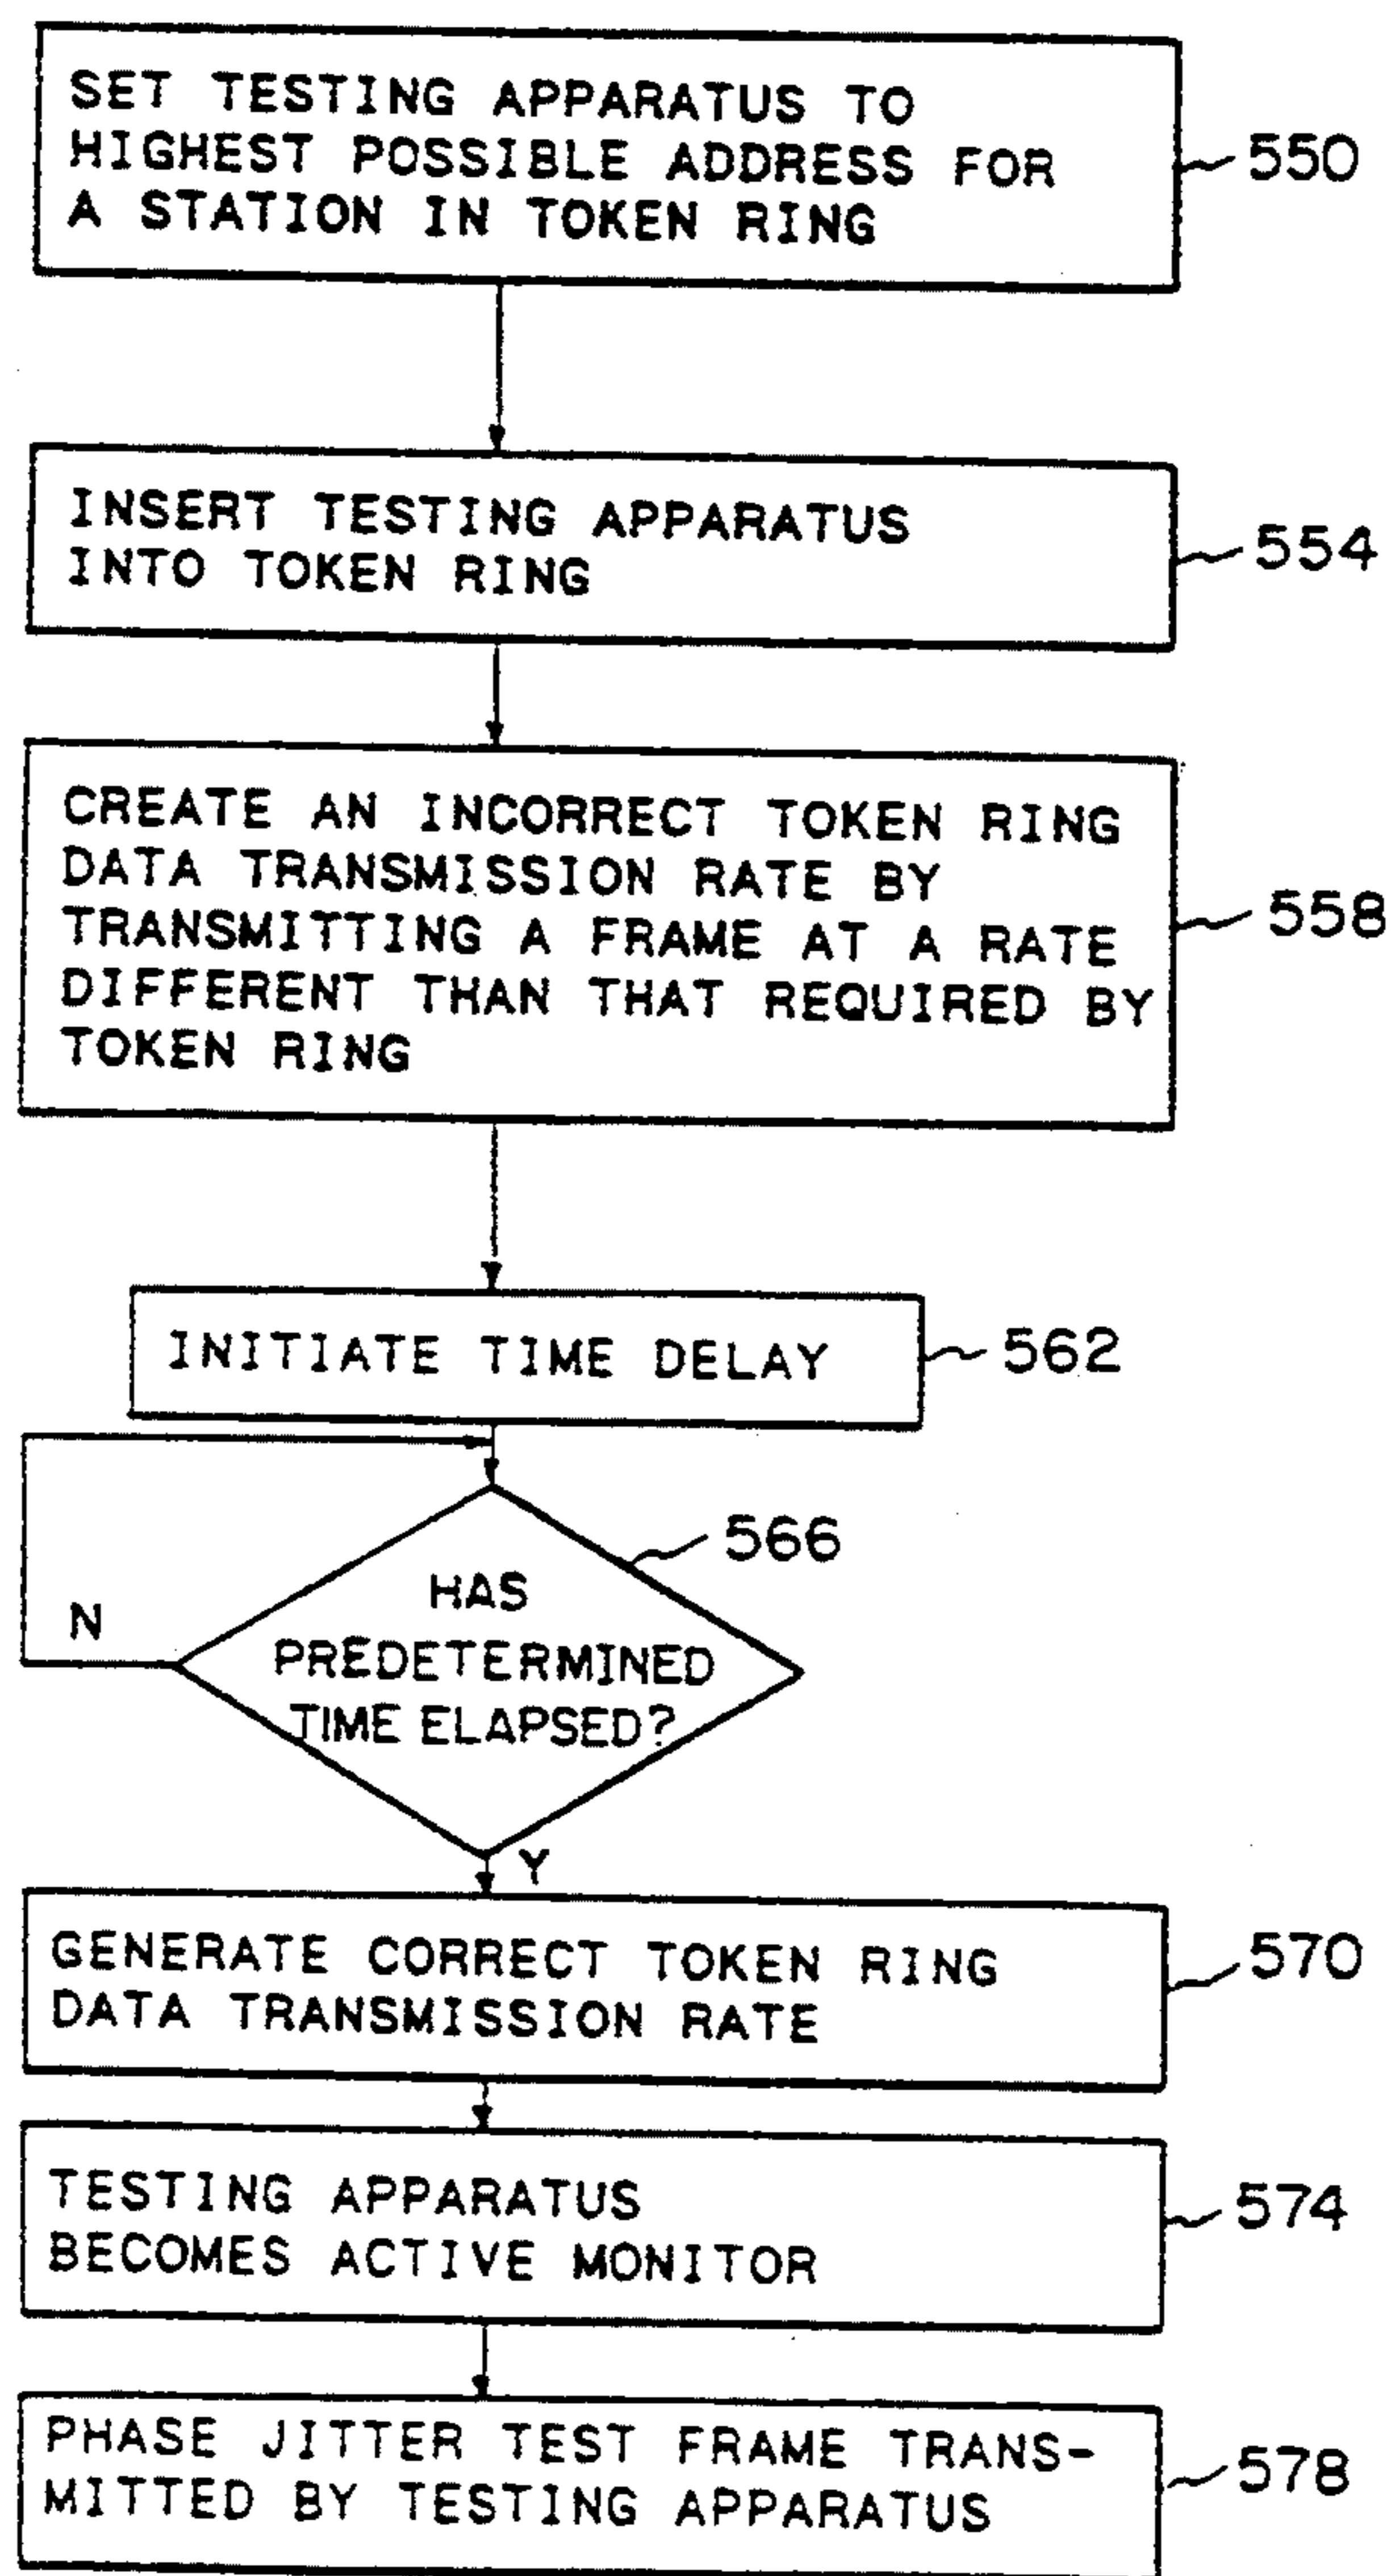 SET TESTING APPARATUS TO
HIGHEST POSSIBLE ADDRESS FOR
A STATION IN TOKEN RING
550
INSERT TESTING APPARATUS
INTO TOKEN RING
554
CREATE AN INCORRECT TOKEN RING
DATA TRANSMISSION RATE BY
TRANSMITTING A FRAME AT A RATE
DIFFERENT THAN THAT REQUIRED BY
TOKEN RING
558
INITIATE TIME DELAY
562
566
HAS
PREDETERMINED
TIME ELAPSED?
N
Y
GENERATE CORRECT TOKEN RING
DATA TRANSMISSION RATE
570
TESTING APPARATUS
BECOMES ACTIVE MONITOR
574
PHASE JITTER TEST FRAME TRANS-
MITTED BY TESTING APPARATUS
578